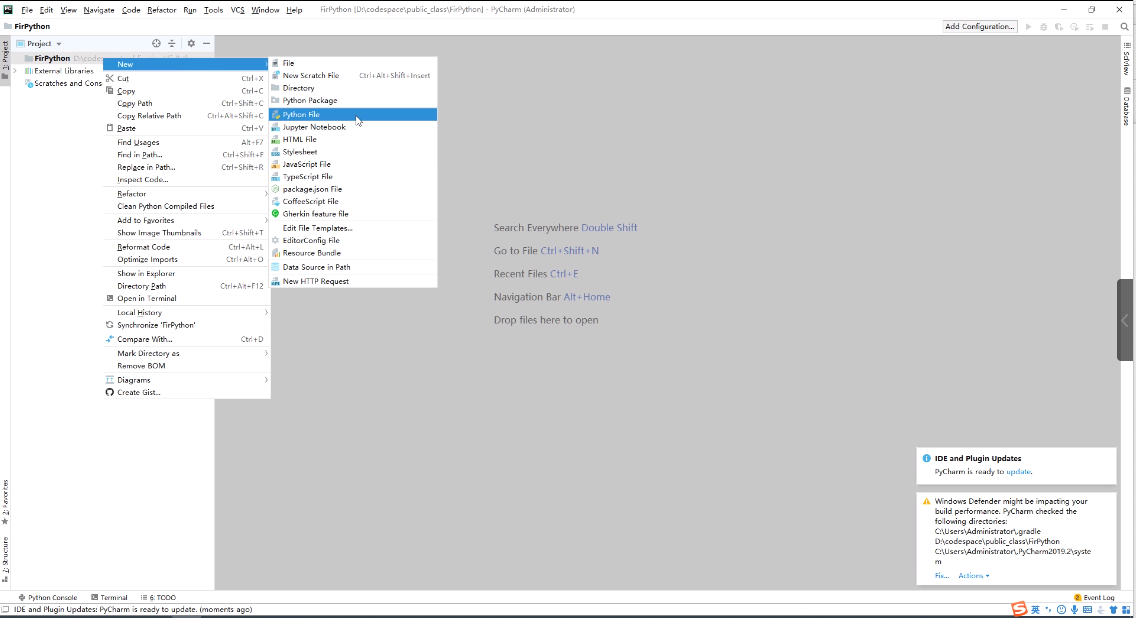 File Edit View Navigate Code Refactor Run Tools VCS Window Help FirPython [D:\codespace\public_class\FirPython] - PyCharm (Administrator)
FirPython
Add Configuration...
1: Project
Project
FirPython
External Libraries
Scratches and Cons
New
Cut Ctrl+X
Copy Ctrl+C
Copy Path Ctrl+Shift+C
Copy Relative Path Ctrl+Alt+Shift+C
Paste Ctrl+V
Find Usages Alt+F7
Find in Path... Ctrl+Shift+F
Replace in Path... Ctrl+Shift+R
Inspect Code...
Refactor
Clean Python Compiled Files
Add to Favorites
Show Image Thumbnails Ctrl+Shift+T
Reformat Code Ctrl+Alt+L
Optimize Imports Ctrl+Alt+O
Show in Explorer
Directory Path Ctrl+Alt+F12
Open in Terminal
Local History
Synchronize 'FirPython'
Compare With... Ctrl+D
Mark Directory as
Remove BOM
Diagrams
Create Gist...
File
New Scratch File Ctrl+Alt+Shift+Insert
Directory
Python Package
Python File
Jupyter Notebook
HTML File
Stylesheet
JavaScript File
TypeScript File
package.json File
CoffeeScript File
Gherkin feature file
Edit File Templates...
EditorConfig File
Resource Bundle
Data Source in Path
New HTTP Request
Search Everywhere Double Shift
Go to File Ctrl+Shift+N
Recent Files Ctrl+E
Navigation Bar Alt+Home
Drop files here to open
SciView
Database
IDE and Plugin Updates
PyCharm is ready to update.
Windows Defender might be impacting your
build performance. PyCharm checked the
following directories:
C:\Users\Administrator\.gradle
D:\codespace\public_class\FirPython
C:\Users\Administrator\.PyCharm2019.2\syste
m
Fix... Actions
2: Favorites
7: Structure
Python Console Terminal 6: TODO
2 Event Log
IDE and Plugin Updates: PyCharm is ready to update. (moments ago)
英